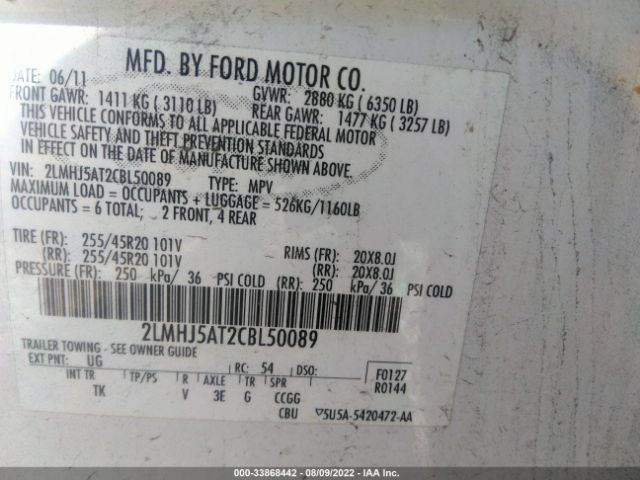 MFD. BY FORD MOTOR CO.
DATE: 06/11
GVWR: 2880 KG ( 6350 LB)
FRONT GAWR: 1411 KG ( 3110 LB)
REAR GAWR: 1477 KG ( 3257 LB)
THIS VEHICLE CONFORMS TO ALL APPLICABLE FEDERAL MOTOR
VEHICLE SAFETY AND THEFT PREVENTION STANDARDS
IN EFFECT ON THE DATE OF MANUFACTURE SHOWN ABOVE.
VIN: 2LMHJ5AT2CBL50089 TYPE: MPV
MAXIMUM LOAD = OCCUPANTS + LUGGAGE = 526KG/1160LB
OCCUPANTS = 6 TOTAL; 2 FRONT, 4 REAR
TIRE (FR): 255/45R20 101V RIMS (FR): 20X8.0J
(RR): 255/45R20 101V (RR): 20X8.0J
PRESSURE (FR): 250 kPa/ 36 PSI COLD (RR): 250 kPa/ 36 PSI COLD
2LMHJ5AT2CBL50089
TRAILER TOWING - SEE OWNER GUIDE
EXT PNT: UG RC: 54 DSO: F0127
INT TR TP/PS R AXLE TR SPR R0144
TK V 3E G CCGG
CBU ▽5U5A-5420472-AA
000-33868442 - 08/09/2022 - IAA Inc.